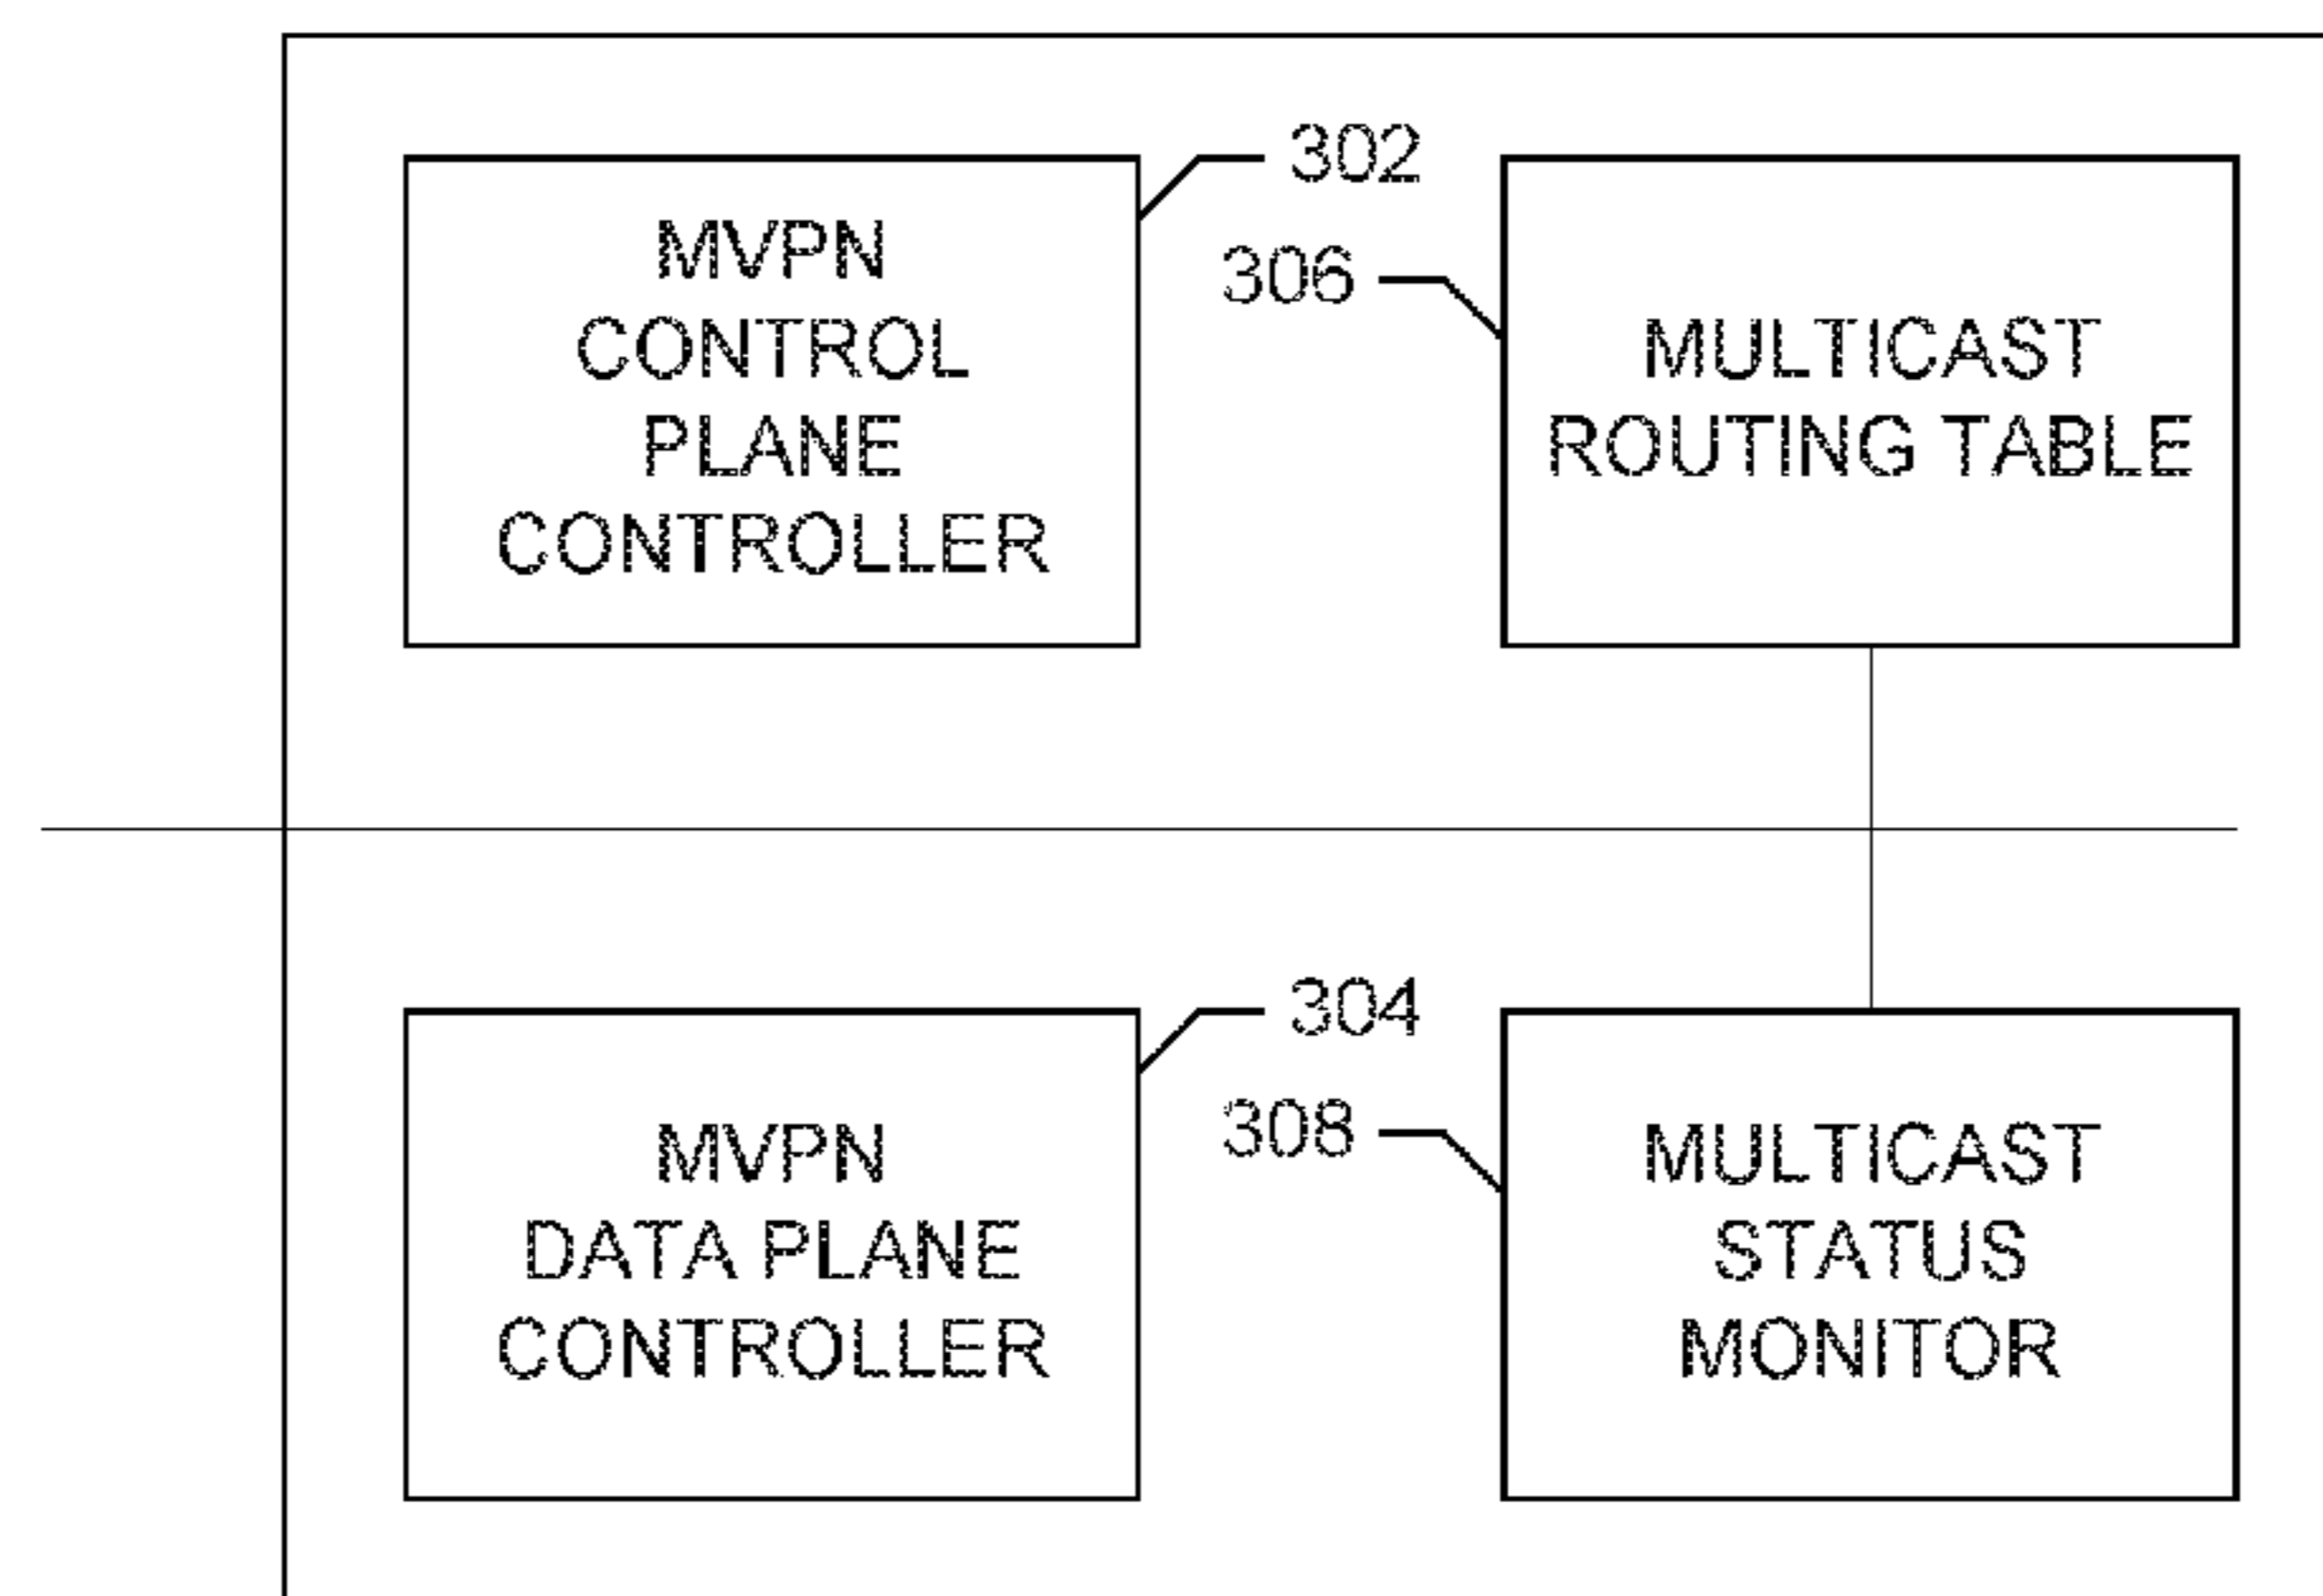 302
MVPN
CONTROL
PLANE
CONTROLLER
306
MULTICAST
ROUTING TABLE
304
MVPN
DATA PLANE
CONTROLLER
308
MULTICAST
STATUS
MONITOR